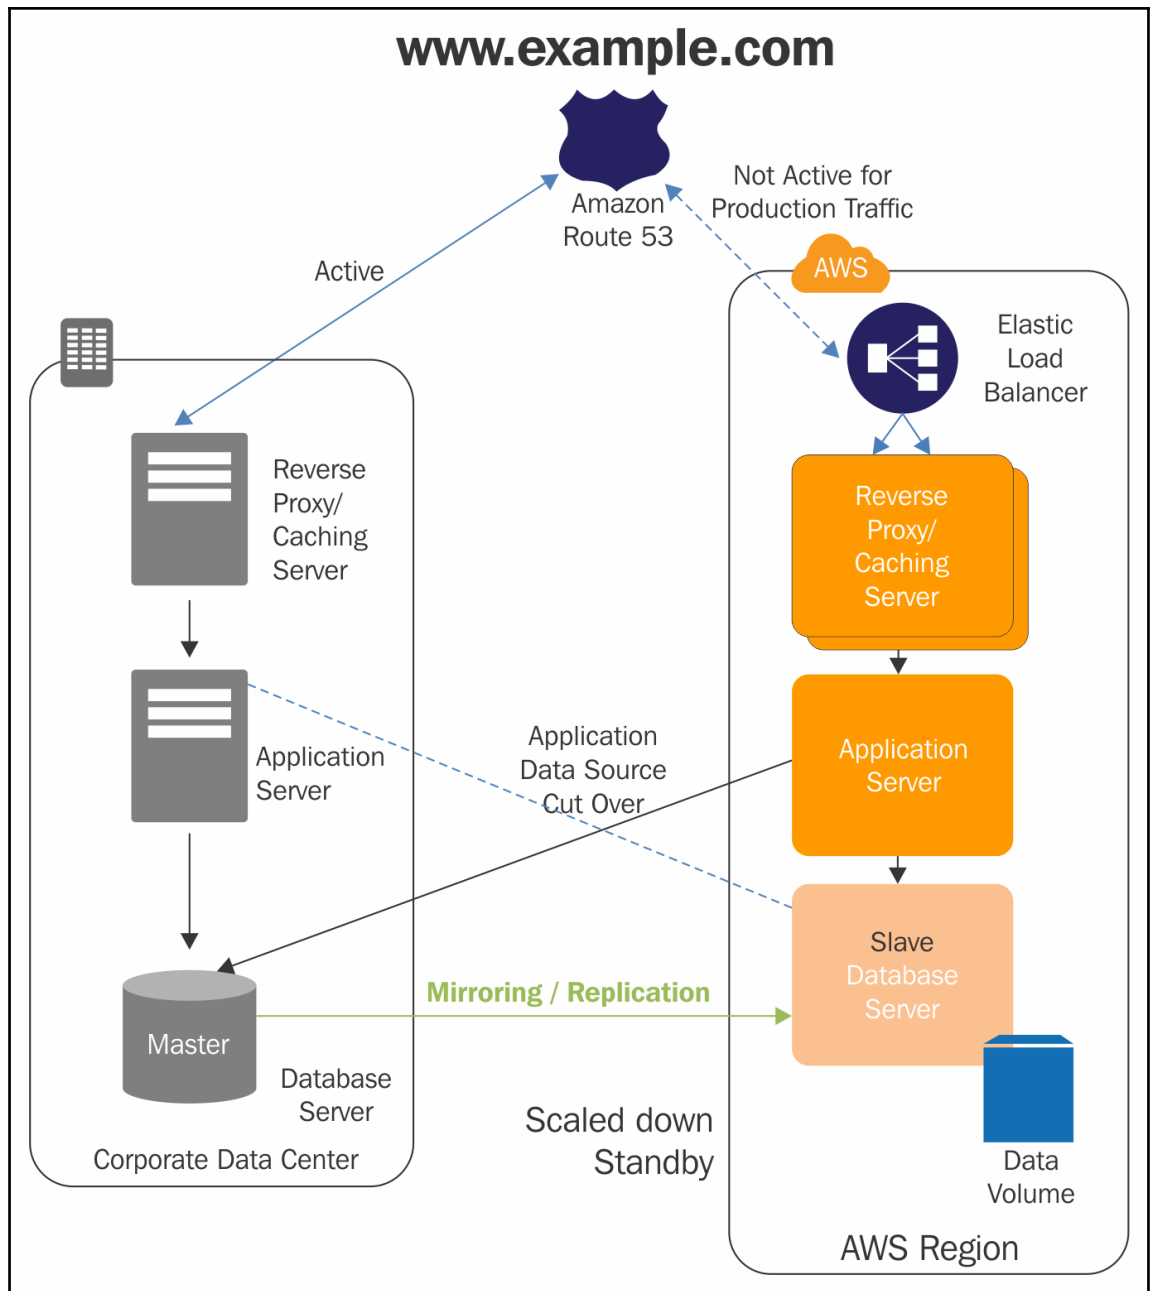 www.example.com
Amazon
Route 53
Not Active for
Production Traffic
Active
AWS
Elastic
Load
Balancer
Reverse
Proxy/
Caching
Server
Reverse
Proxy/
Caching
Server
Application
Server
Application
Data Source
Cut Over
Application
Server
Slave
Database
Server
Mirroring / Replication
Master
Database
Server
Corporate Data Center
Scaled down
Standby
Data
Volume
AWS Region